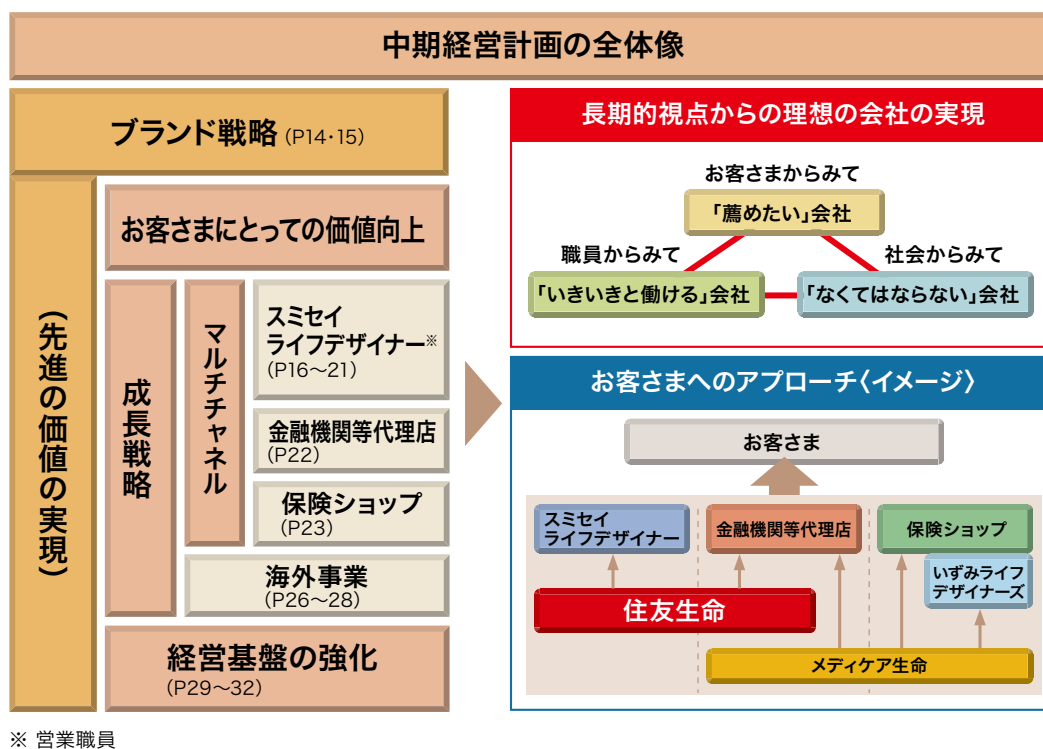 中期経営計画の全体像
ブランド戦略 (P14・15)
(先進の価値の実現)
お客さまにとっての価値向上
成長戦略
マルチチャネル
スミセイ
ライフデザイナー※
(P16～21)
金融機関等代理店
(P22)
保険ショップ
(P23)
海外事業
(P26～28)
経営基盤の強化
(P29～32)
長期的視点からの理想の会社の実現
お客さまからみて
「薦めたい」会社
職員からみて
「いきいきと働ける」会社
社会からみて
「なくてはならない」会社
お客さまへのアプローチ〈イメージ〉
お客さま
スミセイ
ライフデザイナー
金融機関等代理店
保険ショップ
いずみライフ
デザイナーズ
住友生命
メディケア生命
※ 営業職員